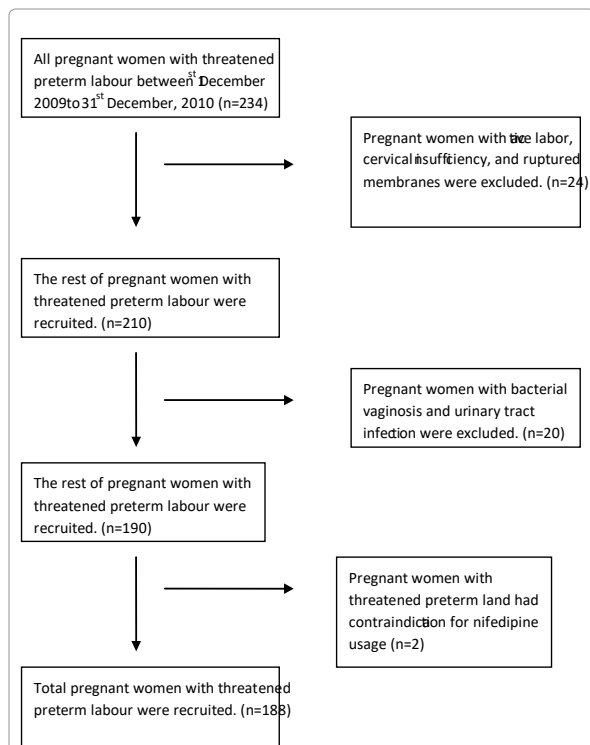 All pregnant women with threatened
preterm labour between 1st December
2009to 31st December, 2010 (n=234)
Pregnant women with active labor,
cervical insufficiency, and ruptured
membranes were excluded. (n=24)
The rest of pregnant women with
threatened preterm labour were
recruited. (n=210)
Pregnant women with bacterial
vaginosis and urinary tract
infection were excluded. (n=20)
The rest of pregnant women with
threatened preterm labour were
recruited. (n=190)
Pregnant women with
threatened preterm land had
contraindication for nifedipine
usage (n=2)
Total pregnant women with threatened
preterm labour were recruited. (n=188)